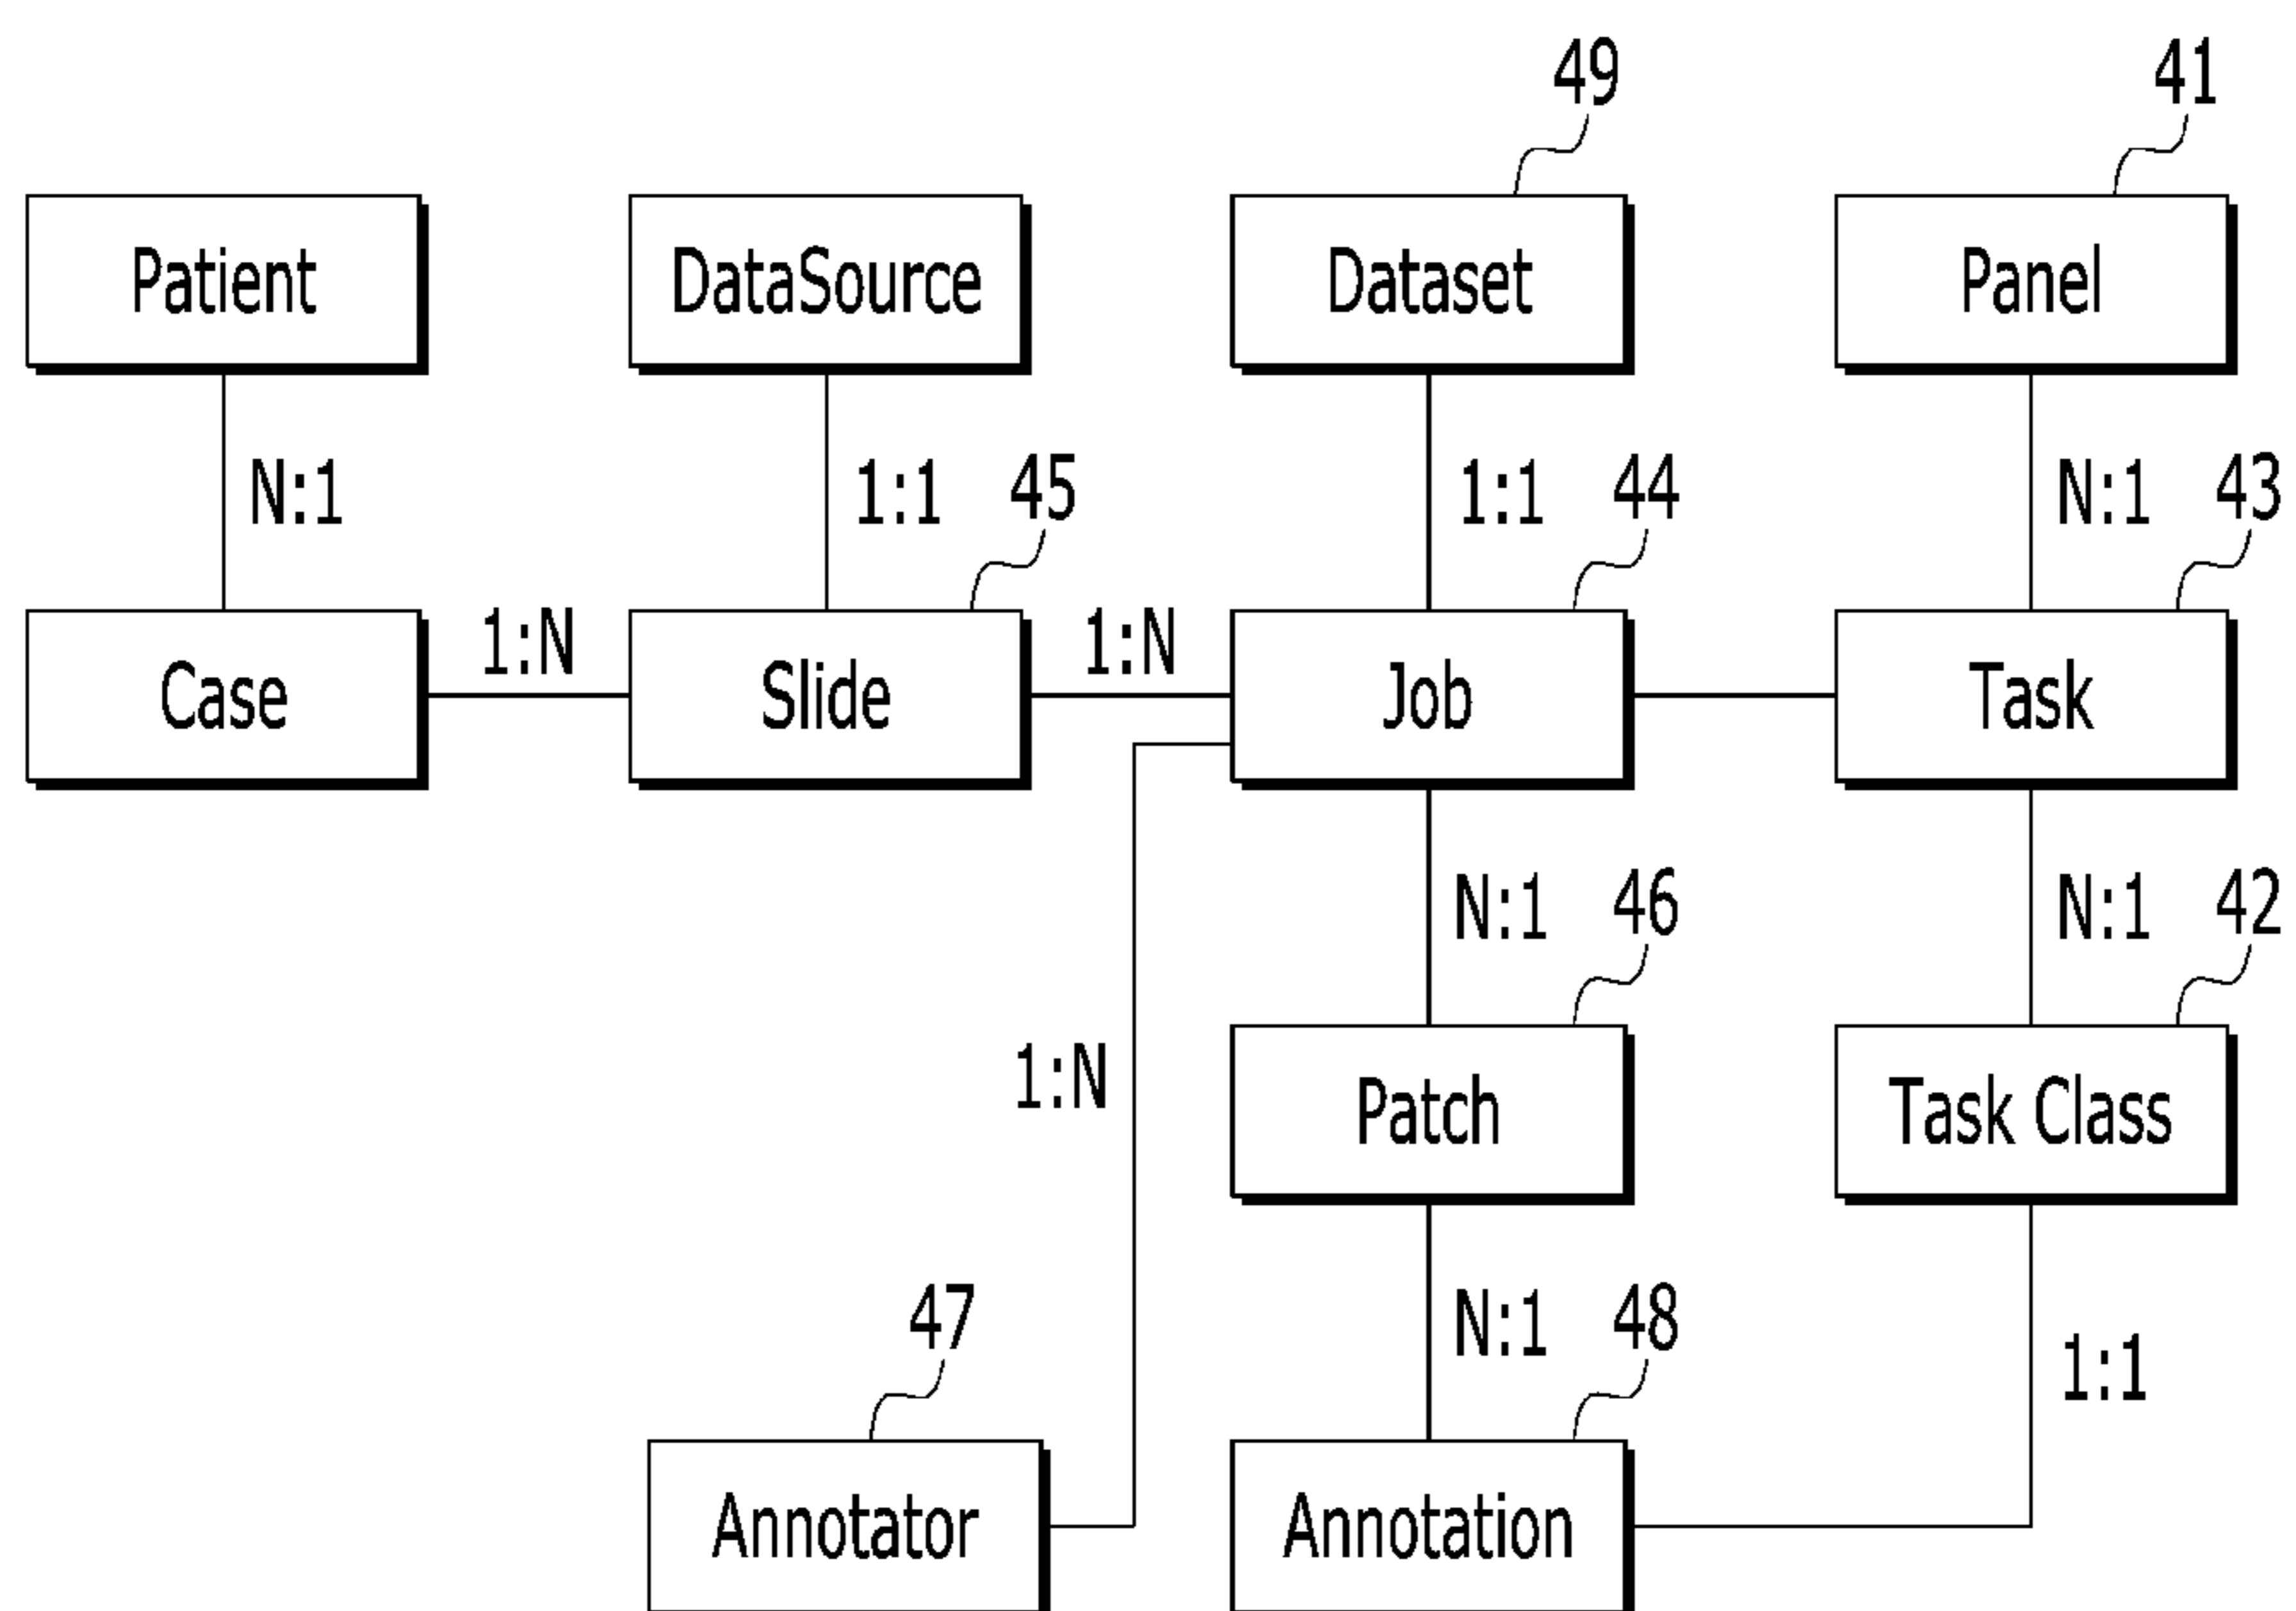 49
41
Patient
DataSource
Dataset
Panel
N:1
1:1
45
1:1
44
N:1
43
Case
1:N
Slide
1:N
Job
Task
N:1
46
N:1
42
1:N
Patch
Task Class
47
N:1
48
1:1
Annotator
Annotation